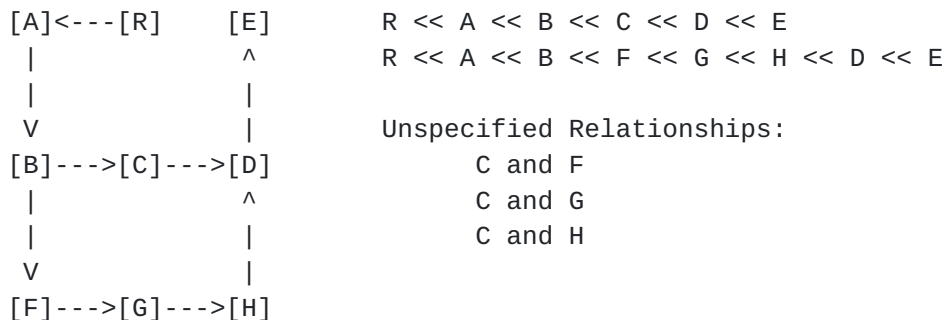 [A]<---[R]    [E]       R << A << B << C << D << E
 |             ^        R << A << B << F << G << H << D << E
 |             |
 V             |        Unspecified Relationships:
[B]--->[C]--->[D]             C and F
 |             ^              C and G
 |             |              C and H
 V             |
[F]--->[G]--->[H]